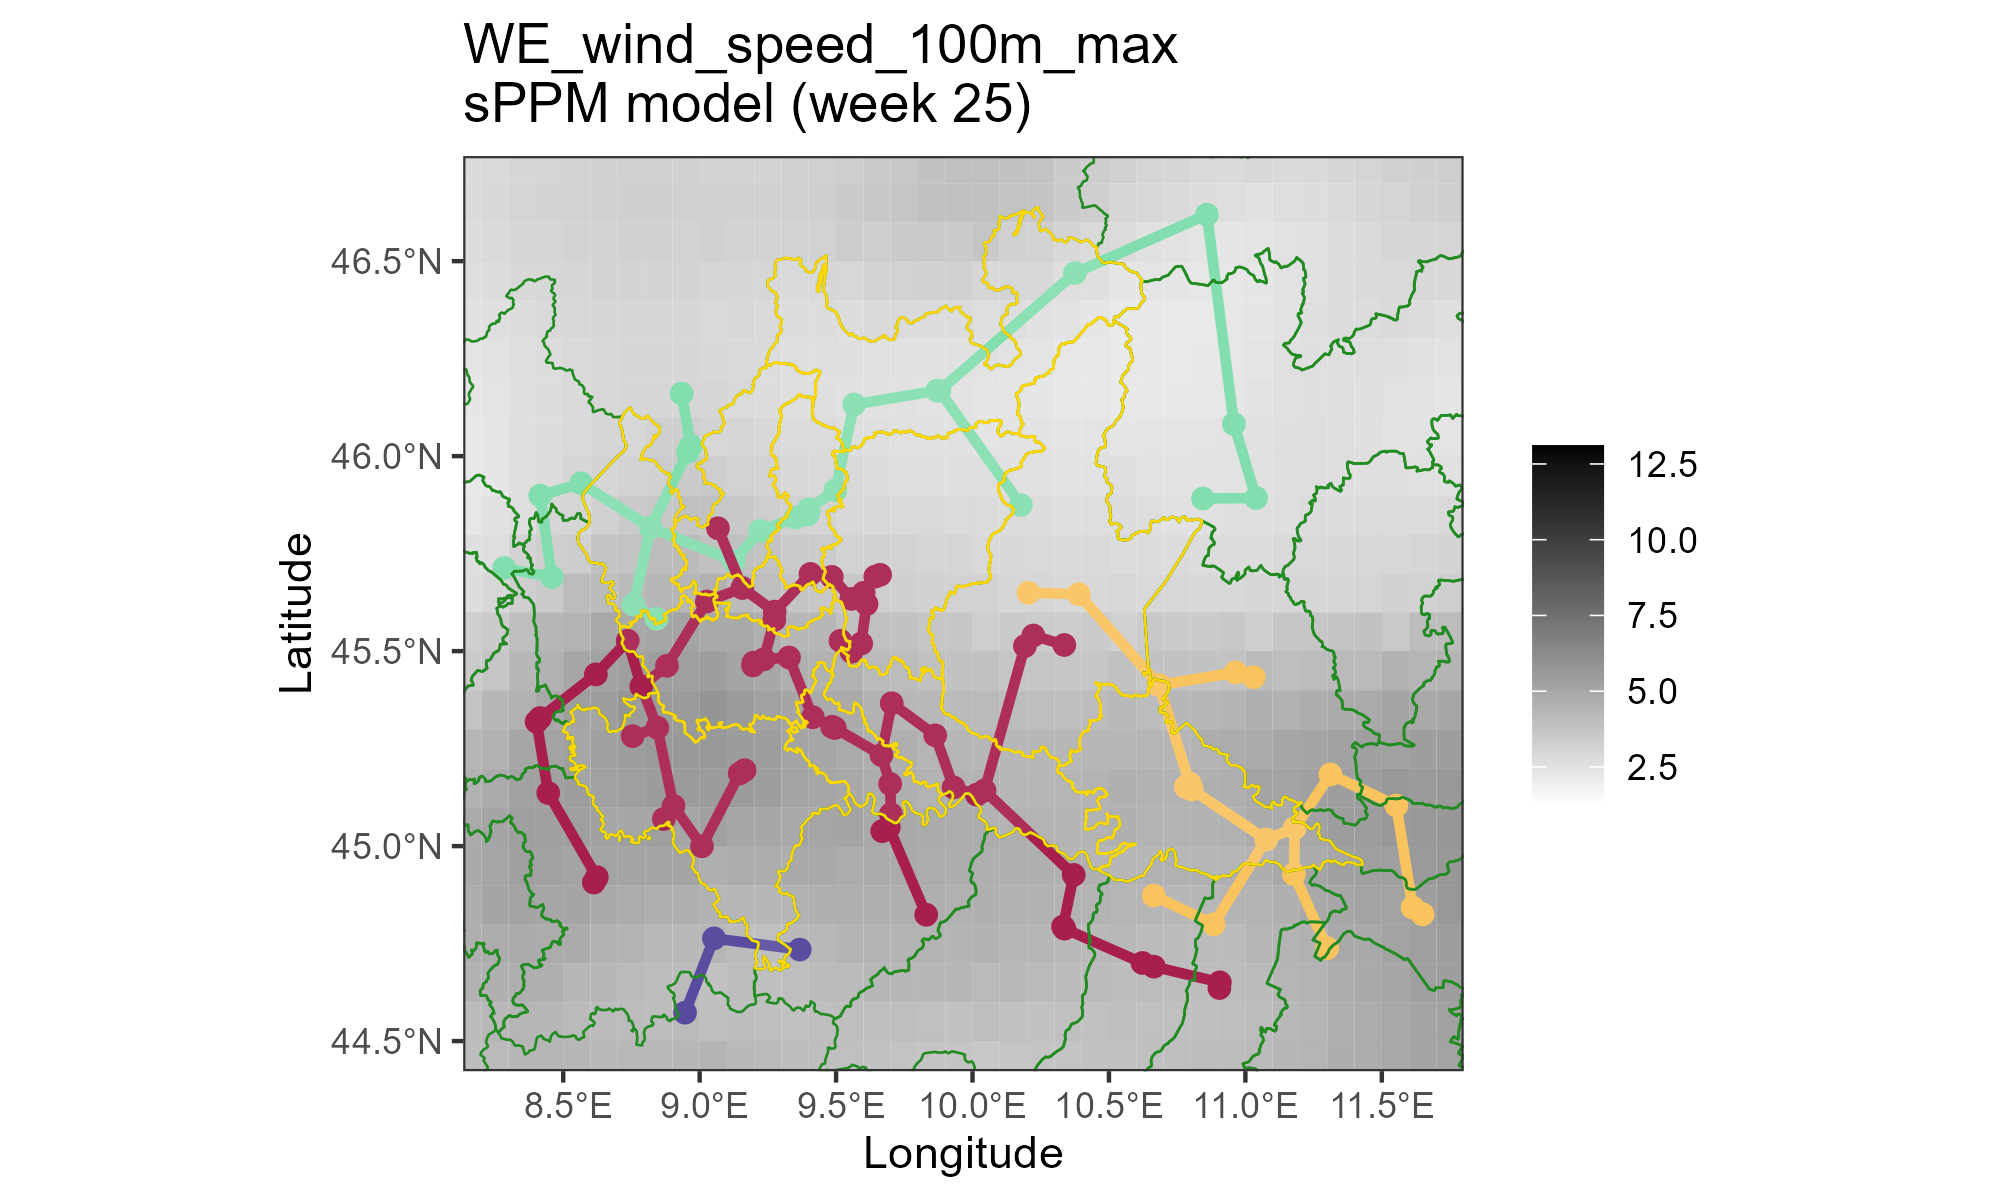 WE_wind_speed_100m_max
sPPM model (week 25)
Latitude
46.5°N
46.0°N
45.5°N
45.0°N
44.5°N
8.5°E
9.0°E
9.5°E
10.0°E
10.5°E
11.0°E
11.5°E
Longitude
12.5
10.0
7.5
5.0
2.5